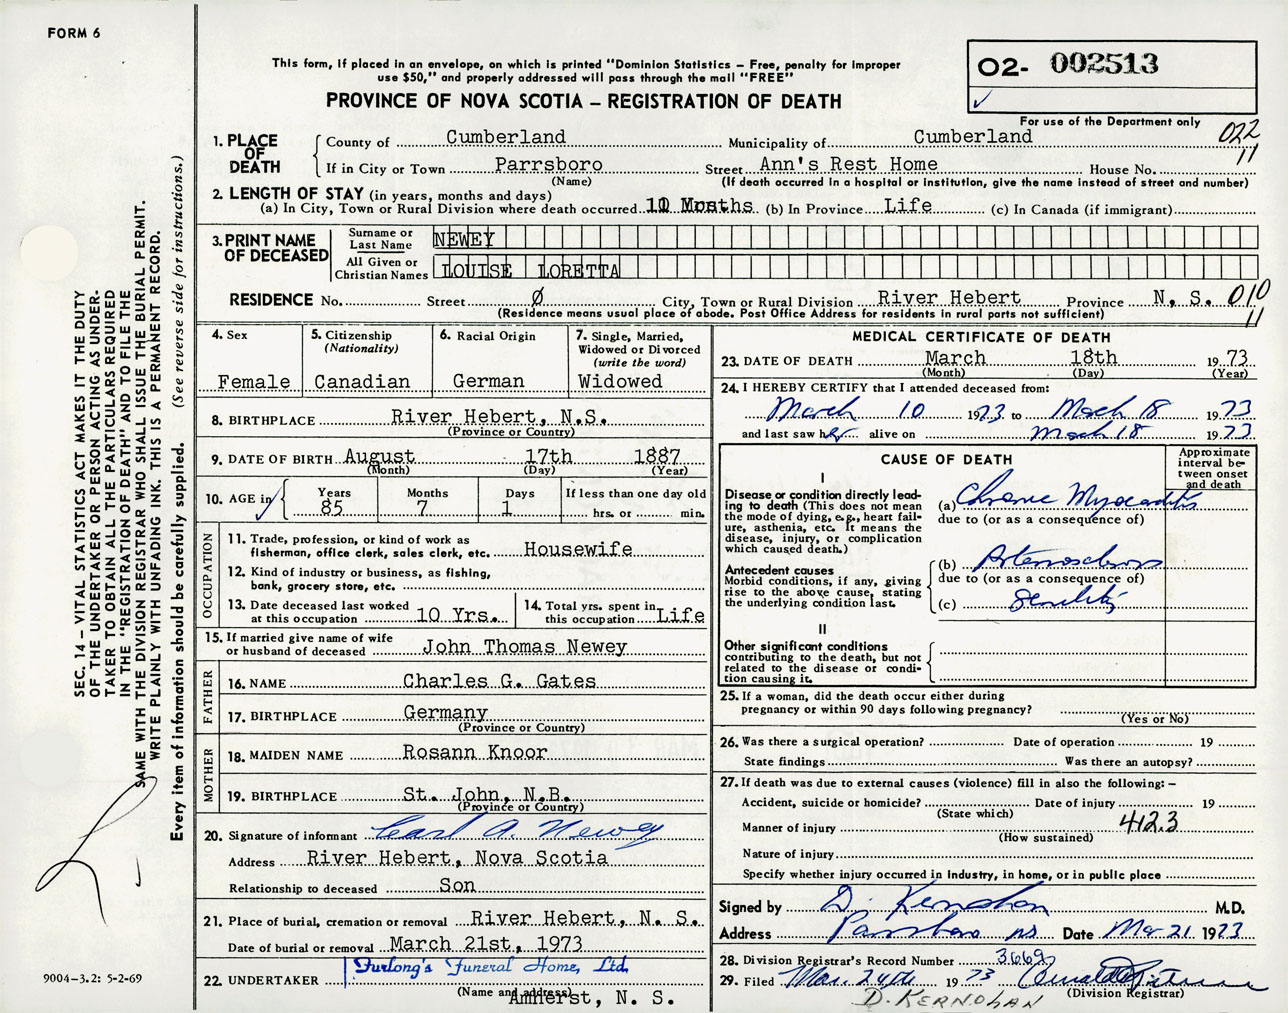 FORM 6
This form, if placed in an envelope, on which is printed "Dominion Statistics – Free, penalty for improper
use $50," and properly addressed will pass through the mail "FREE"
PROVINCE OF NOVA SCOTIA – REGISTRATION OF DEATH
02- 002513
For use of the Department only
022
11
1. PLACE OF DEATH
County of Cumberland Municipality of Cumberland
If in City or Town Parrsboro Street Ann's Rest Home House No.
(Name) (If death occurred in a hospital or institution, give the name instead of street and number)
2. LENGTH OF STAY (in years, months and days)
(a) In City, Town or Rural Division where death occurred (b) In Province Life (c) In Canada (if immigrant)
3. PRINT NAME OF DECEASED
Surname or Last Name NEWEY
All Given or Christian Names LOUISE LORETTA
RESIDENCE No. Street Ø City, Town or Rural Division River Hebert Province N. S. 010
11
(Residence means usual place of abode. Post Office Address for residents in rural parts not sufficient)
4. Sex
Female
5. Citizenship
(Nationality)
Canadian
6. Racial Origin
German
7. Single, Married,
Widowed or Divorced
(write the word)
Widowed
8. BIRTHPLACE River Hebert, N.S.
(Province or Country)
9. DATE OF BIRTH August 17th 1887
(Month) (Day) (Year)
10. AGE in
Years Months Days If less than one day old
85 7 1 hrs. or min.
OCCUPATION
11. Trade, profession, or kind of work as
fisherman, office clerk, sales clerk, etc. Housewife
12. Kind of industry or business, as fishing,
bank, grocery store, etc.
13. Date deceased last worked
at this occupation 10 Yrs.
14. Total yrs. spent in
this occupation Life
15. If married give name of wife
or husband of deceased John Thomas Newey
FATHER
16. NAME Charles G. Gates
17. BIRTHPLACE Germany
(Province or Country)
MOTHER
18. MAIDEN NAME Rosann Knoor
19. BIRTHPLACE St. John, N.B.
(Province or Country)
20. Signature of informant Carl A. Newey
Address River Hebert, Nova Scotia
Relationship to deceased Son
21. Place of burial, cremation or removal River Hebert, N. S.
Date of burial or removal March 21st, 1973
22. UNDERTAKER Furlong's Funeral Home, Ltd.
(Name and address)
Amherst, N. S.
MEDICAL CERTIFICATE OF DEATH
23. DATE OF DEATH March 18th 1973
(Month) (Day) (Year)
24. I HEREBY CERTIFY that I attended deceased from:
March 10 1973 to March 18 1973
and last saw her alive on March 18 1973
CAUSE OF DEATH
Approximate
interval be-
tween onset
and death
I
Disease or condition directly lead-
ing to death (This does not mean
the mode of dying, e.g., heart fail-
ure, asthenia, etc. It means the
disease, injury, or complication
which caused death.)
(a) Chronic Myocarditis
due to (or as a consequence of)
Antecedent causes
Morbid conditions, if any, giving
rise to the above cause, stating
the underlying condition last.
(b) Arteriosclerosis
due to (or as a consequence of)
(c) Senility
II
Other significant conditions
contributing to the death, but not
related to the disease or condi-
tion causing it.
25. If a woman, did the death occur either during
pregnancy or within 90 days following pregnancy?
(Yes or No)
26. Was there a surgical operation? Date of operation 19
State findings Was there an autopsy?
27. If death was due to external causes (violence) fill in also the following: –
Accident, suicide or homicide? Date of injury 19
(State which)
Manner of injury 412.3
(How sustained)
Nature of injury
Specify whether injury occurred in industry, in home, or in public place
Signed by D. Kernohan M.D.
Address Parrsboro NS Date Mar 21 1973
28. Division Registrar's Record Number 3669
29. Filed Mar. 24th 1973
(Division Registrar)
D. KERNOHAN
SEC. 14 – VITAL STATISTICS ACT MAKES IT THE DUTY
OF THE UNDERTAKER OR PERSON ACTING AS UNDER-
TAKER TO OBTAIN ALL THE PARTICULARS REQUIRED
IN THE "REGISTRATION OF DEATH" AND TO FILE THE
SAME WITH THE DIVISION REGISTRAR WHO SHALL ISSUE THE BURIAL PERMIT.
WRITE PLAINLY WITH UNFADING INK. THIS IS A PERMANENT RECORD.
Every item of information should be carefully supplied. (See reverse side for instructions.)
9004-3.2: 5-2-69